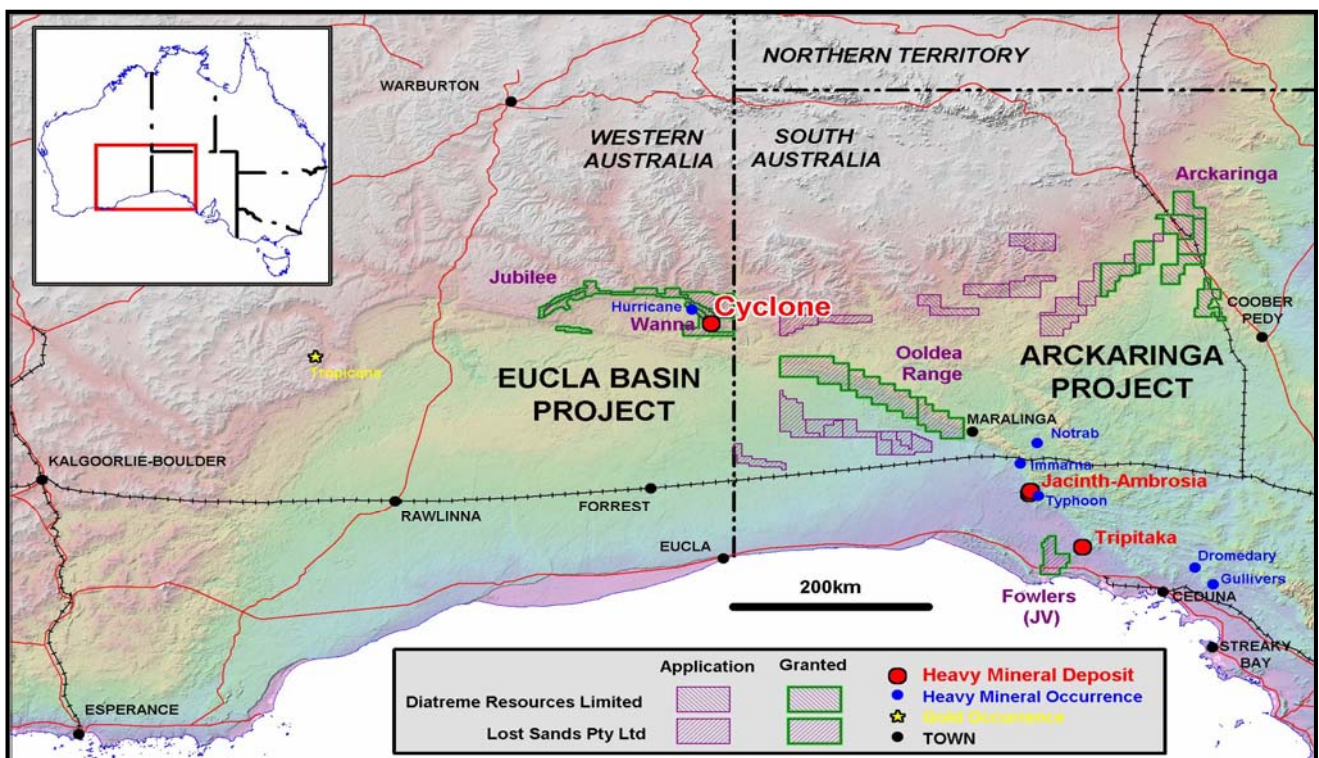 NORTHERN TERRITORY
WARBURTON
WESTERN
AUSTRALIA
SOUTH
AUSTRALIA
Arckaringa
Jubilee
Hurricane
Cyclone
Wanna
COOBER
PEDY
Tropicana
Ooldea
Range
EUCLA BASIN
PROJECT
ARCKARINGA
PROJECT
MARALINGA
Notrab
KALGOORLIE-BOULDER
Immarna
Jacinth-Ambrosia
Typhoon
RAWLINNA
FORREST
EUCLA
Tripitaka
Dromedary
Gullivers
200km
Fowlers
(JV)
CEDUNA
STREAKY
BAY
ESPERANCE
Application
Granted
Diatreme Resources Limited
Lost Sands Pty Ltd
Heavy Mineral Deposit
Heavy Mineral Occurrence
Gold Occurrence
TOWN